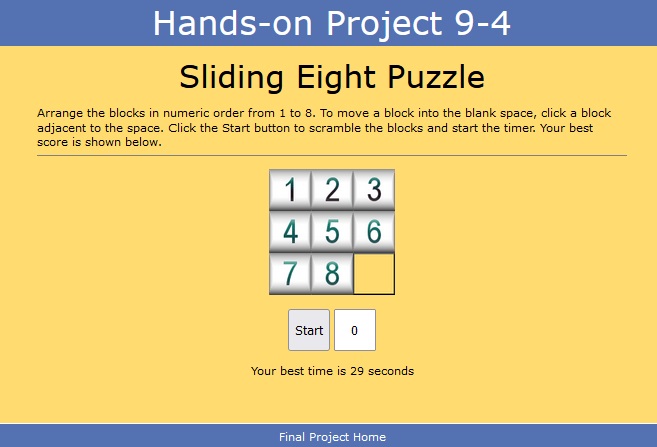 Hands-on Project 9-4
Sliding Eight Puzzle
Arrange the blocks in numeric order from 1 to 8. To move a block into the blank space, click a block
adjacent to the space. Click the Start button to scramble the blocks and start the timer. Your best
score is shown below.
1 2 3
4 5 6
7 8
Start 0
Your best time is 29 seconds
Final Project Home